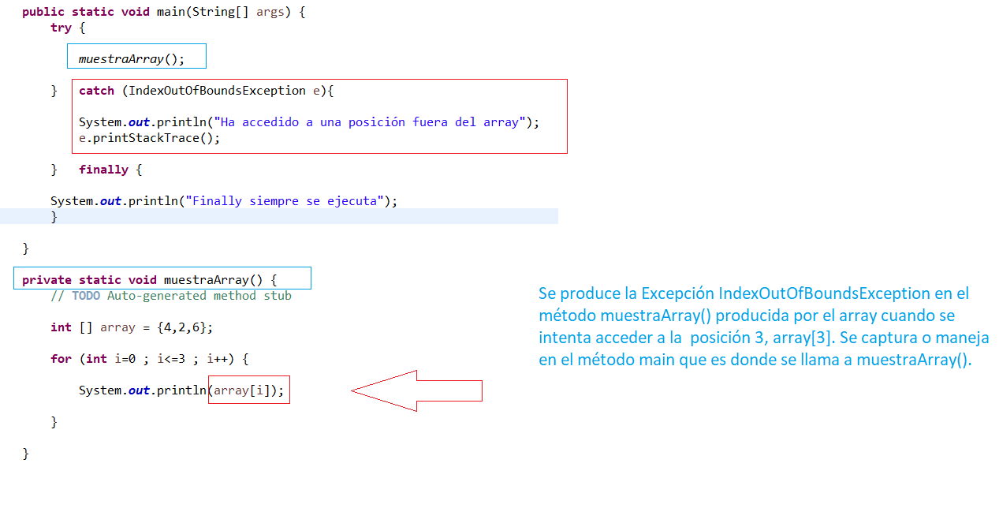 public static void main(String[] args) {
try {
muestraArray();
} catch (IndexOutOfBoundsException e){
System.out.println("Ha accedido a una posición fuera del array");
e.printStackTrace();
} finally {
System.out.println("Finally siempre se ejecuta");
}
}
private static void muestraArray() {
// TODO Auto-generated method stub
int [] array = {4,2,6};
for (int i=0 ; i<=3 ; i++) {
System.out.println(array[i]);
}
}
Se produce la Excepción IndexOutOfBoundsException en el
método muestraArray() producida por el array cuando se
intenta acceder a la posición 3, array[3]. Se captura o maneja
en el método main que es donde se llama a muestraArray().